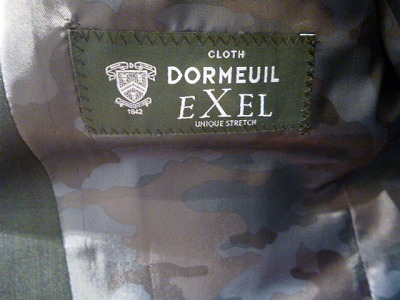 CLOTH
DORMEUIL
EXEL
UNIQUE STRETCH
D
1842